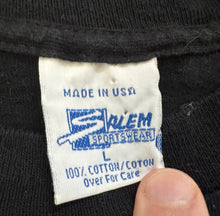 MADE IN USA
SALEM
SPORTSWEAR
L
100% COTTON/COTON
Over For Care